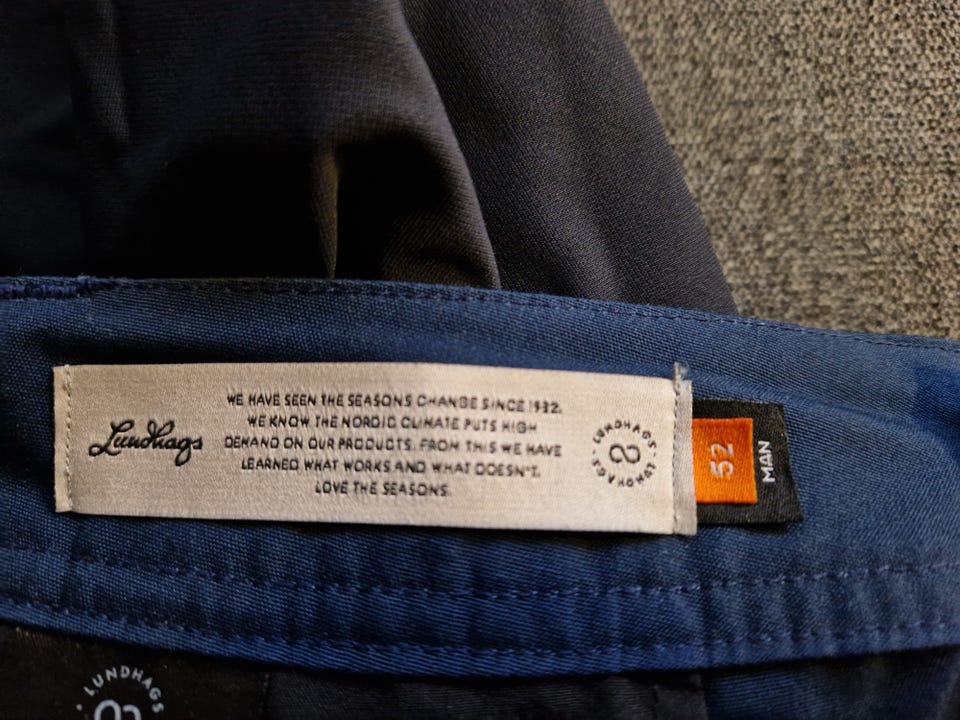 Lundhags
WE HAVE SEEN THE SEASONS CHANGE SINCE 1932.
WE KNOW THE NORDIC CLIMATE PUTS HIGH
DEMAND ON OUR PRODUCTS. FROM THIS WE HAVE
LEARNED WHAT WORKS AND WHAT DOESN'T.
LOVE THE SEASONS.
LUNDHAGS
LUNDHAGS
52
MAN
LUNDHAGS